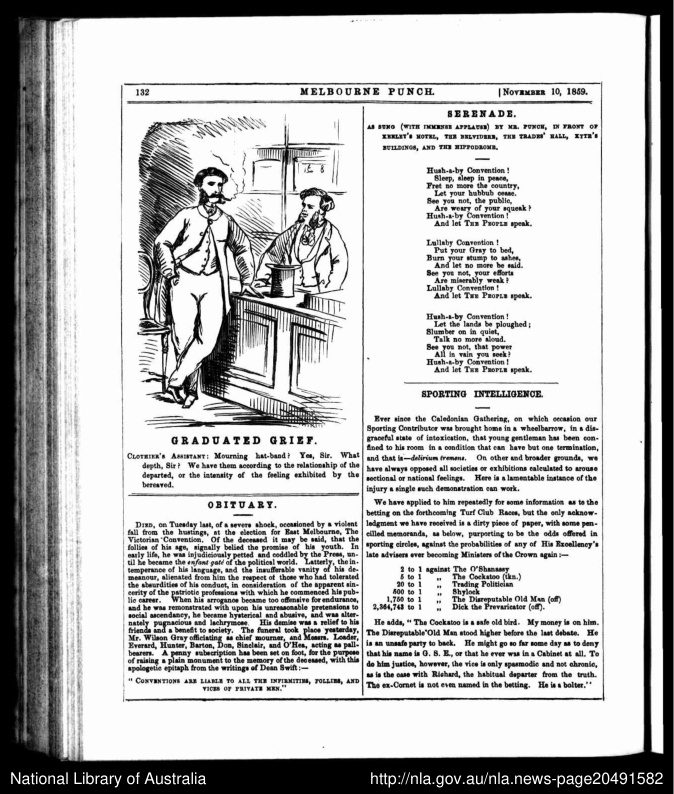 132
MELBOURNE PUNCH.
[NOVEMBER 10, 1859.
GRADUATED GRIEF.
CLOTHIER'S ASSISTANT: Mourning hat-band? Yes, Sir. What
depth, Sir? We have them according to the relationship of the
departed, or the intensity of the feeling exhibited by the
bereaved.
OBITUARY.
DIED, on Tuesday last, of a severe shock, occasioned by a violent
fall from the hustings, at the election for East Melbourne, The
Victorian Convention. Of the deceased it may be said, that the
follies of his age, signally belied the promise of his youth. In
early life, he was injudiciously petted and coddled by the Press, un-
til he became the enfant gaté of the political world. Latterly, the in-
temperance of his language, and the insufferable vanity of his de-
meanour, alienated from him the respect of those who had tolerated
the absurdities of his conduct, in consideration of the apparent sin-
cerity of the patriotic professions with which he commenced his pub-
lic career. When his arrogance became too offensive for endurance,
and he was remonstrated with upon his unreasonable pretensions to
social ascendancy, he became hysterical and abusive, and was alter-
nately pugnacious and lachrymose. His demise was a relief to his
friends and a benefit to society. The funeral took place yesterday,
Mr. Wilson Gray officiating as chief mourner, and Messrs. Loader,
Everard, Hunter, Barton, Don, Sinclair, and O'Hea, acting as pall-
bearers. A penny subscription has been set on foot, for the purpose
of raising a plain monument to the memory of the deceased, with this
apologetic epitaph from the writings of Dean Swift:—
"CONVENTIONS ARE LIABLE TO ALL THE INFIRMITIES, FOLLIES, AND
VICES OF PRIVATE MEN."
SERENADE.
AS SUNG (WITH IMMENSE APPLAUSE) BY MR. PUNCH, IN FRONT OF
KEELEY'S HOTEL, THE BELVIDERE, THE TRADES' HALL, KYTE'S
BUILDINGS, AND THE HIPPODROME.
Hush-a-by Convention!
Sleep, sleep in peace,
Fret no more the country,
Let your hubbub cease.
See you not, the public,
Are weary of your squeak?
Hush-a-by Convention!
And let THE PEOPLE speak.
Lullaby Convention!
Put your Gray to bed,
Burn your stump to ashes,
And let no more be said.
See you not, your efforts
Are miserably weak?
Lullaby Convention!
And let THE PEOPLE speak.
Hush-a-by Convention!
Let the lands be ploughed;
Slumber on in quiet,
Talk no more aloud.
See you not, that power
All in vain you seek?
Hush-a-by Convention!
And let THE PEOPLE speak.
SPORTING INTELLIGENCE.
Ever since the Caledonian Gathering, on which occasion our
Sporting Contributor was brought home in a wheelbarrow, in a dis-
graceful state of intoxication, that young gentleman has been con-
fined to his room in a condition that can have but one termination,
and that is—delirium tremens. On other and broader grounds, we
have always opposed all societies or exhibitions calculated to arouse
sectional or national feelings. Here is a lamentable instance of the
injury a single such demonstration can work.
We have applied to him repeatedly for some information as to the
betting on the forthcoming Turf Club Races, but the only acknow-
ledgment we have received is a dirty piece of paper, with some pen-
cilled memoranda, as below, purporting to be the odds offered in
sporting circles, against the probabilities of any of His Excellency's
late advisers ever becoming Ministers of the Crown again:—
2 to 1 against The O'Shanassy
5 to 1 „ The Cockatoo (tkn.)
20 to 1 „ Trading Politician
500 to 1 „ Shylock
1,750 to 1 „ The Disreputable Old Man (off)
2,364,743 to 1 „ Dick the Prevaricator (off).
He adds, "The Cockatoo is a safe old bird. My money is on him.
The Disreputable Old Man stood higher before the last debate. He
is an unsafe party to back. He might go so far some day as to deny
that his name is G. S. E., or that he ever was in a Cabinet at all. To
do him justice, however, the vice is only spasmodic and not chronic,
as is the case with Richard, the habitual departer from the truth.
The ex-Cornet is not even named in the betting. He is a bolter."
National Library of Australia
http://nla.gov.au/nla.news-page20491582